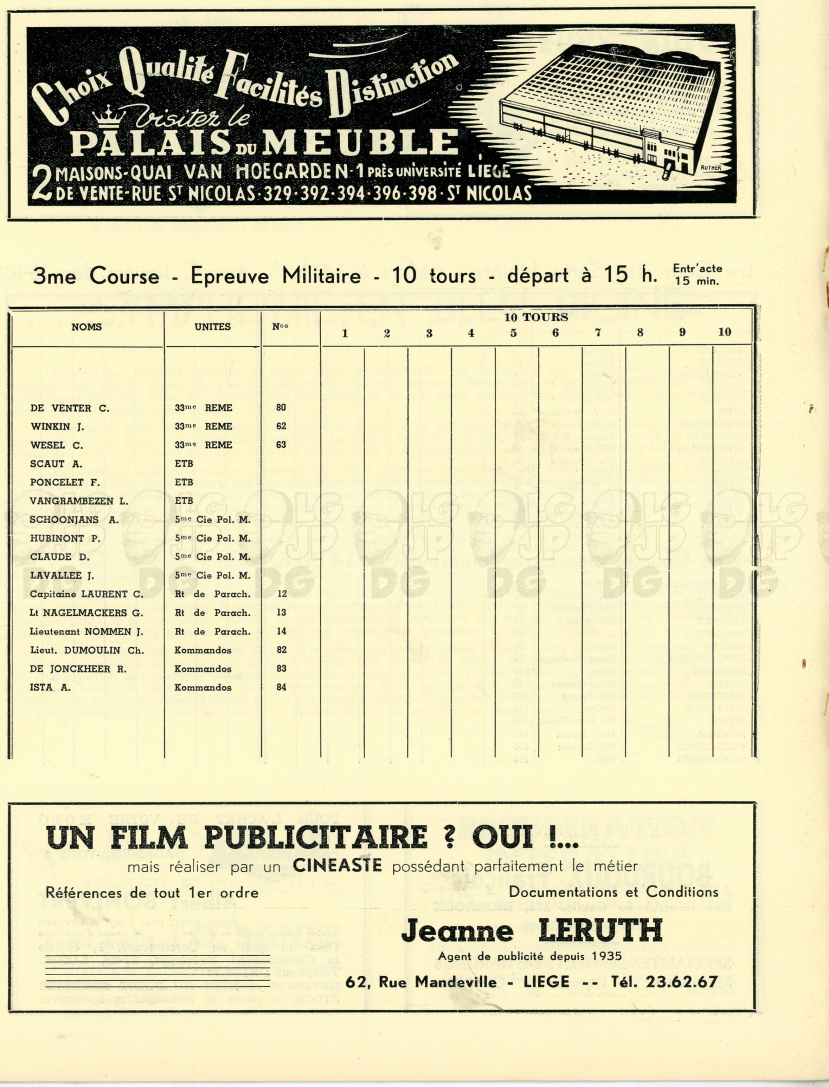 Choix Qualité Facilités Distinction
Visiter le
PALAIS DU MEUBLE
2 MAISONS-QUAI VAN HOEGARDEN-1 PRÈS UNIVERSITÉ LIEGE
DE VENTE-RUE ST NICOLAS-329-392-394-396-398-ST NICOLAS
RUTHER
3me Course - Epreuve Militaire - 10 tours - départ à 15 h. Entr'acte 15 min.
NOMS UNITES Nos 10 TOURS
1 2 3 4 5 6 7 8 9 10
DE VENTER C. 33me REME 80
WINKIN J. 33me REME 62
WESEL C. 33me REME 63
SCAUT A. ETB
PONCELET F. ETB
VANGRAMBEZEN L. ETB
SCHOONJANS A. 5me Cie Pol. M.
HUBINONT P. 5me Cie Pol. M.
CLAUDE D. 5me Cie Pol. M.
LAVALLEE J. 5me Cie Pol. M.
Capitaine LAURENT C. Rt de Parach. 12
Lt NAGELMACKERS G. Rt de Parach. 13
Lieutenant NOMMEN J. Rt de Parach. 14
Lieut. DUMOULIN Ch. Kommandos 82
DE JONCKHEER R. Kommandos 83
ISTA A. Kommandos 84
LG JP DG
UN FILM PUBLICITAIRE ? OUI !...
mais réaliser par un CINEASTE possédant parfaitement le métier
Références de tout 1er ordre Documentations et Conditions
Jeanne LERUTH
Agent de publicité depuis 1935
62, Rue Mandeville - LIEGE -- Tél. 23.62.67